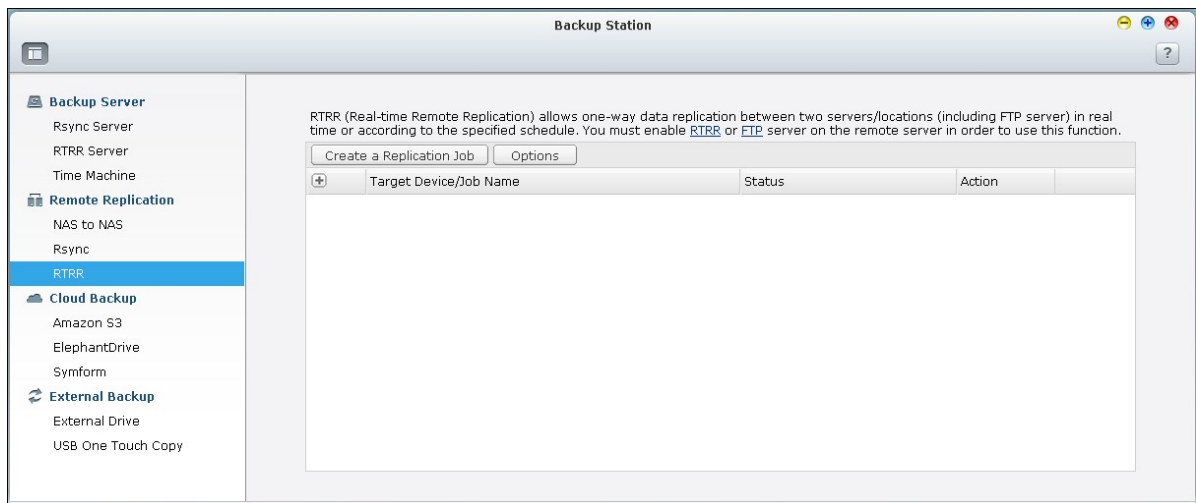 Backup Station
?
Backup Server
Rsync Server
RTRR Server
Time Machine
Remote Replication
NAS to NAS
Rsync
RTRR
Cloud Backup
Amazon S3
ElephantDrive
Symform
External Backup
External Drive
USB One Touch Copy
RTRR (Real-time Remote Replication) allows one-way data replication between two servers/locations (including FTP server) in real
time or according to the specified schedule. You must enable RTRR or FTP server on the remote server in order to use this function.
Create a Replication Job Options
Target Device/Job Name Status Action